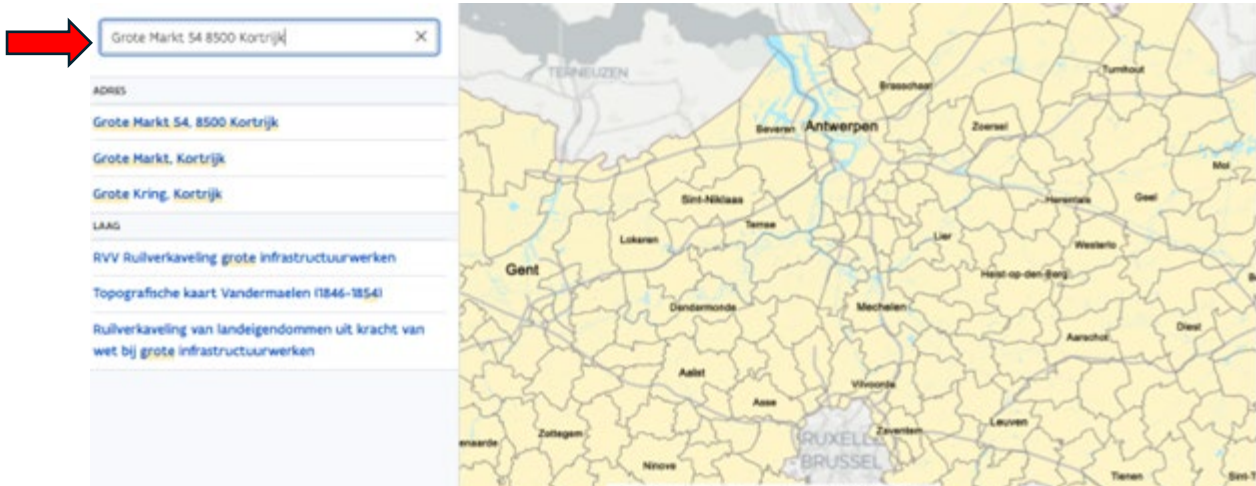 Grote Markt 54 8500 Kortrijk
ADRES
Grote Markt 54, 8500 Kortrijk
Grote Markt, Kortrijk
Grote Kring, Kortrijk
LAAG
RVV Ruilverkaveling grote infrastructuurwerken
Topografische kaart Vandermaelen (1846-1854)
Ruilverkaveling van landeigendommen uit kracht van
wet bij grote infrastructuurwerken
TERNEUZEN
Turnhout
Brasschaat
Beveren
Antwerpen
Zoersel
Mol
Sint-Niklaas
Herentals
Geel
Temse
Lokeren
Lier
Westerlo
Gent
Heist-op-den-Berg
Dendermonde
Mechelen
Diest
Aarschot
Aalst
Vilvoorde
Asse
Leuven
Zottegem
Zaventem
RUXELL
BRUSSEL
enaarde
Ninove
Tienen
Sint-T